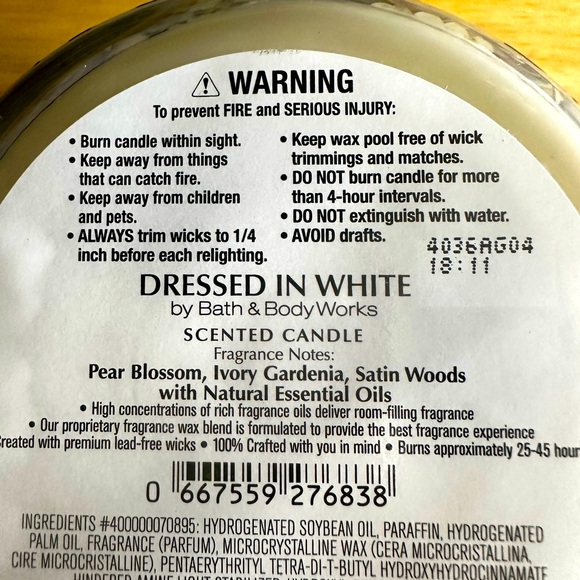 ⚠ WARNING
To prevent FIRE and SERIOUS INJURY:
• Burn candle within sight.
• Keep away from things
that can catch fire.
• Keep away from children
and pets.
• ALWAYS trim wicks to 1/4
inch before each relighting.
• Keep wax pool free of wick
trimmings and matches.
• DO NOT burn candle for more
than 4-hour intervals.
• DO NOT extinguish with water.
• AVOID drafts.
4036AG04
18:11
DRESSED IN WHITE
by Bath & Body Works
SCENTED CANDLE
Fragrance Notes:
Pear Blossom, Ivory Gardenia, Satin Woods
with Natural Essential Oils
• High concentrations of rich fragrance oils deliver room-filling fragrance
• Our proprietary fragrance wax blend is formulated to provide the best fragrance experience
Created with premium lead-free wicks • 100% Crafted with you in mind • Burns approximately 25-45 hour
0 667559 276838
INGREDIENTS #400000070895: HYDROGENATED SOYBEAN OIL, PARAFFIN, HYDROGENATED
PALM OIL, FRAGRANCE (PARFUM), MICROCRYSTALLINE WAX (CERA MICROCRISTALLINA,
CIRE MICROCRISTALLINE), PENTAERYTHRITYL TETRA-DI-T-BUTYL HYDROXYHYDROCINNAMATE